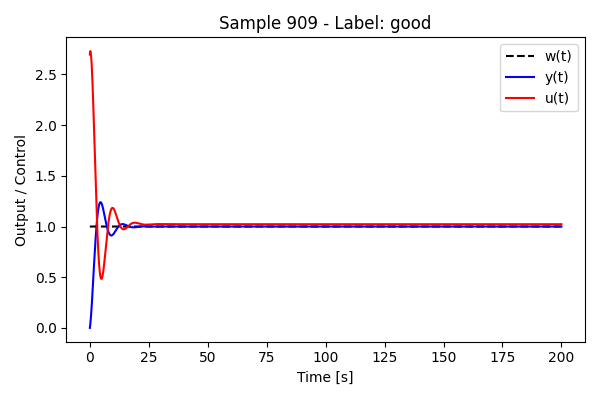 Sample 909 - Label: good
w(t)
y(t)
u(t)
Output / Control
2.5
2.0
1.5
1.0
0.5
0.0
0 25 50 75 100 125 150 175 200
Time [s]